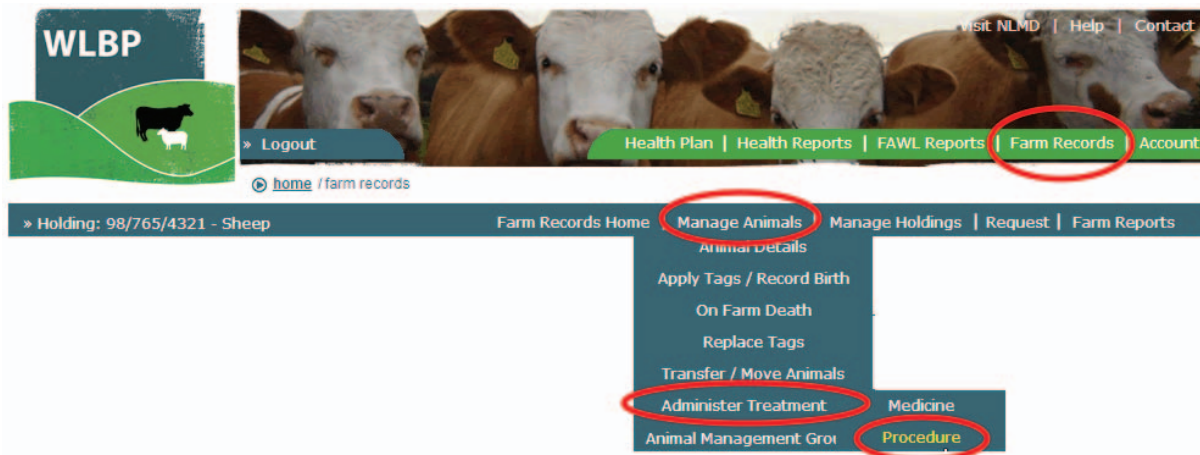 WLBP
Visit NLMD | Help | Contact
» Logout
Health Plan | Health Reports | FAWL Reports | Farm Records | Account
home / farm records
» Holding: 98/765/4321 - Sheep
Farm Records Home | Manage Animals | Manage Holdings | Request | Farm Reports
Animal Details
Apply Tags / Record Birth
On Farm Death
Replace Tags
Transfer / Move Animals
Administer Treatment
Medicine
Animal Management Grou
Procedure